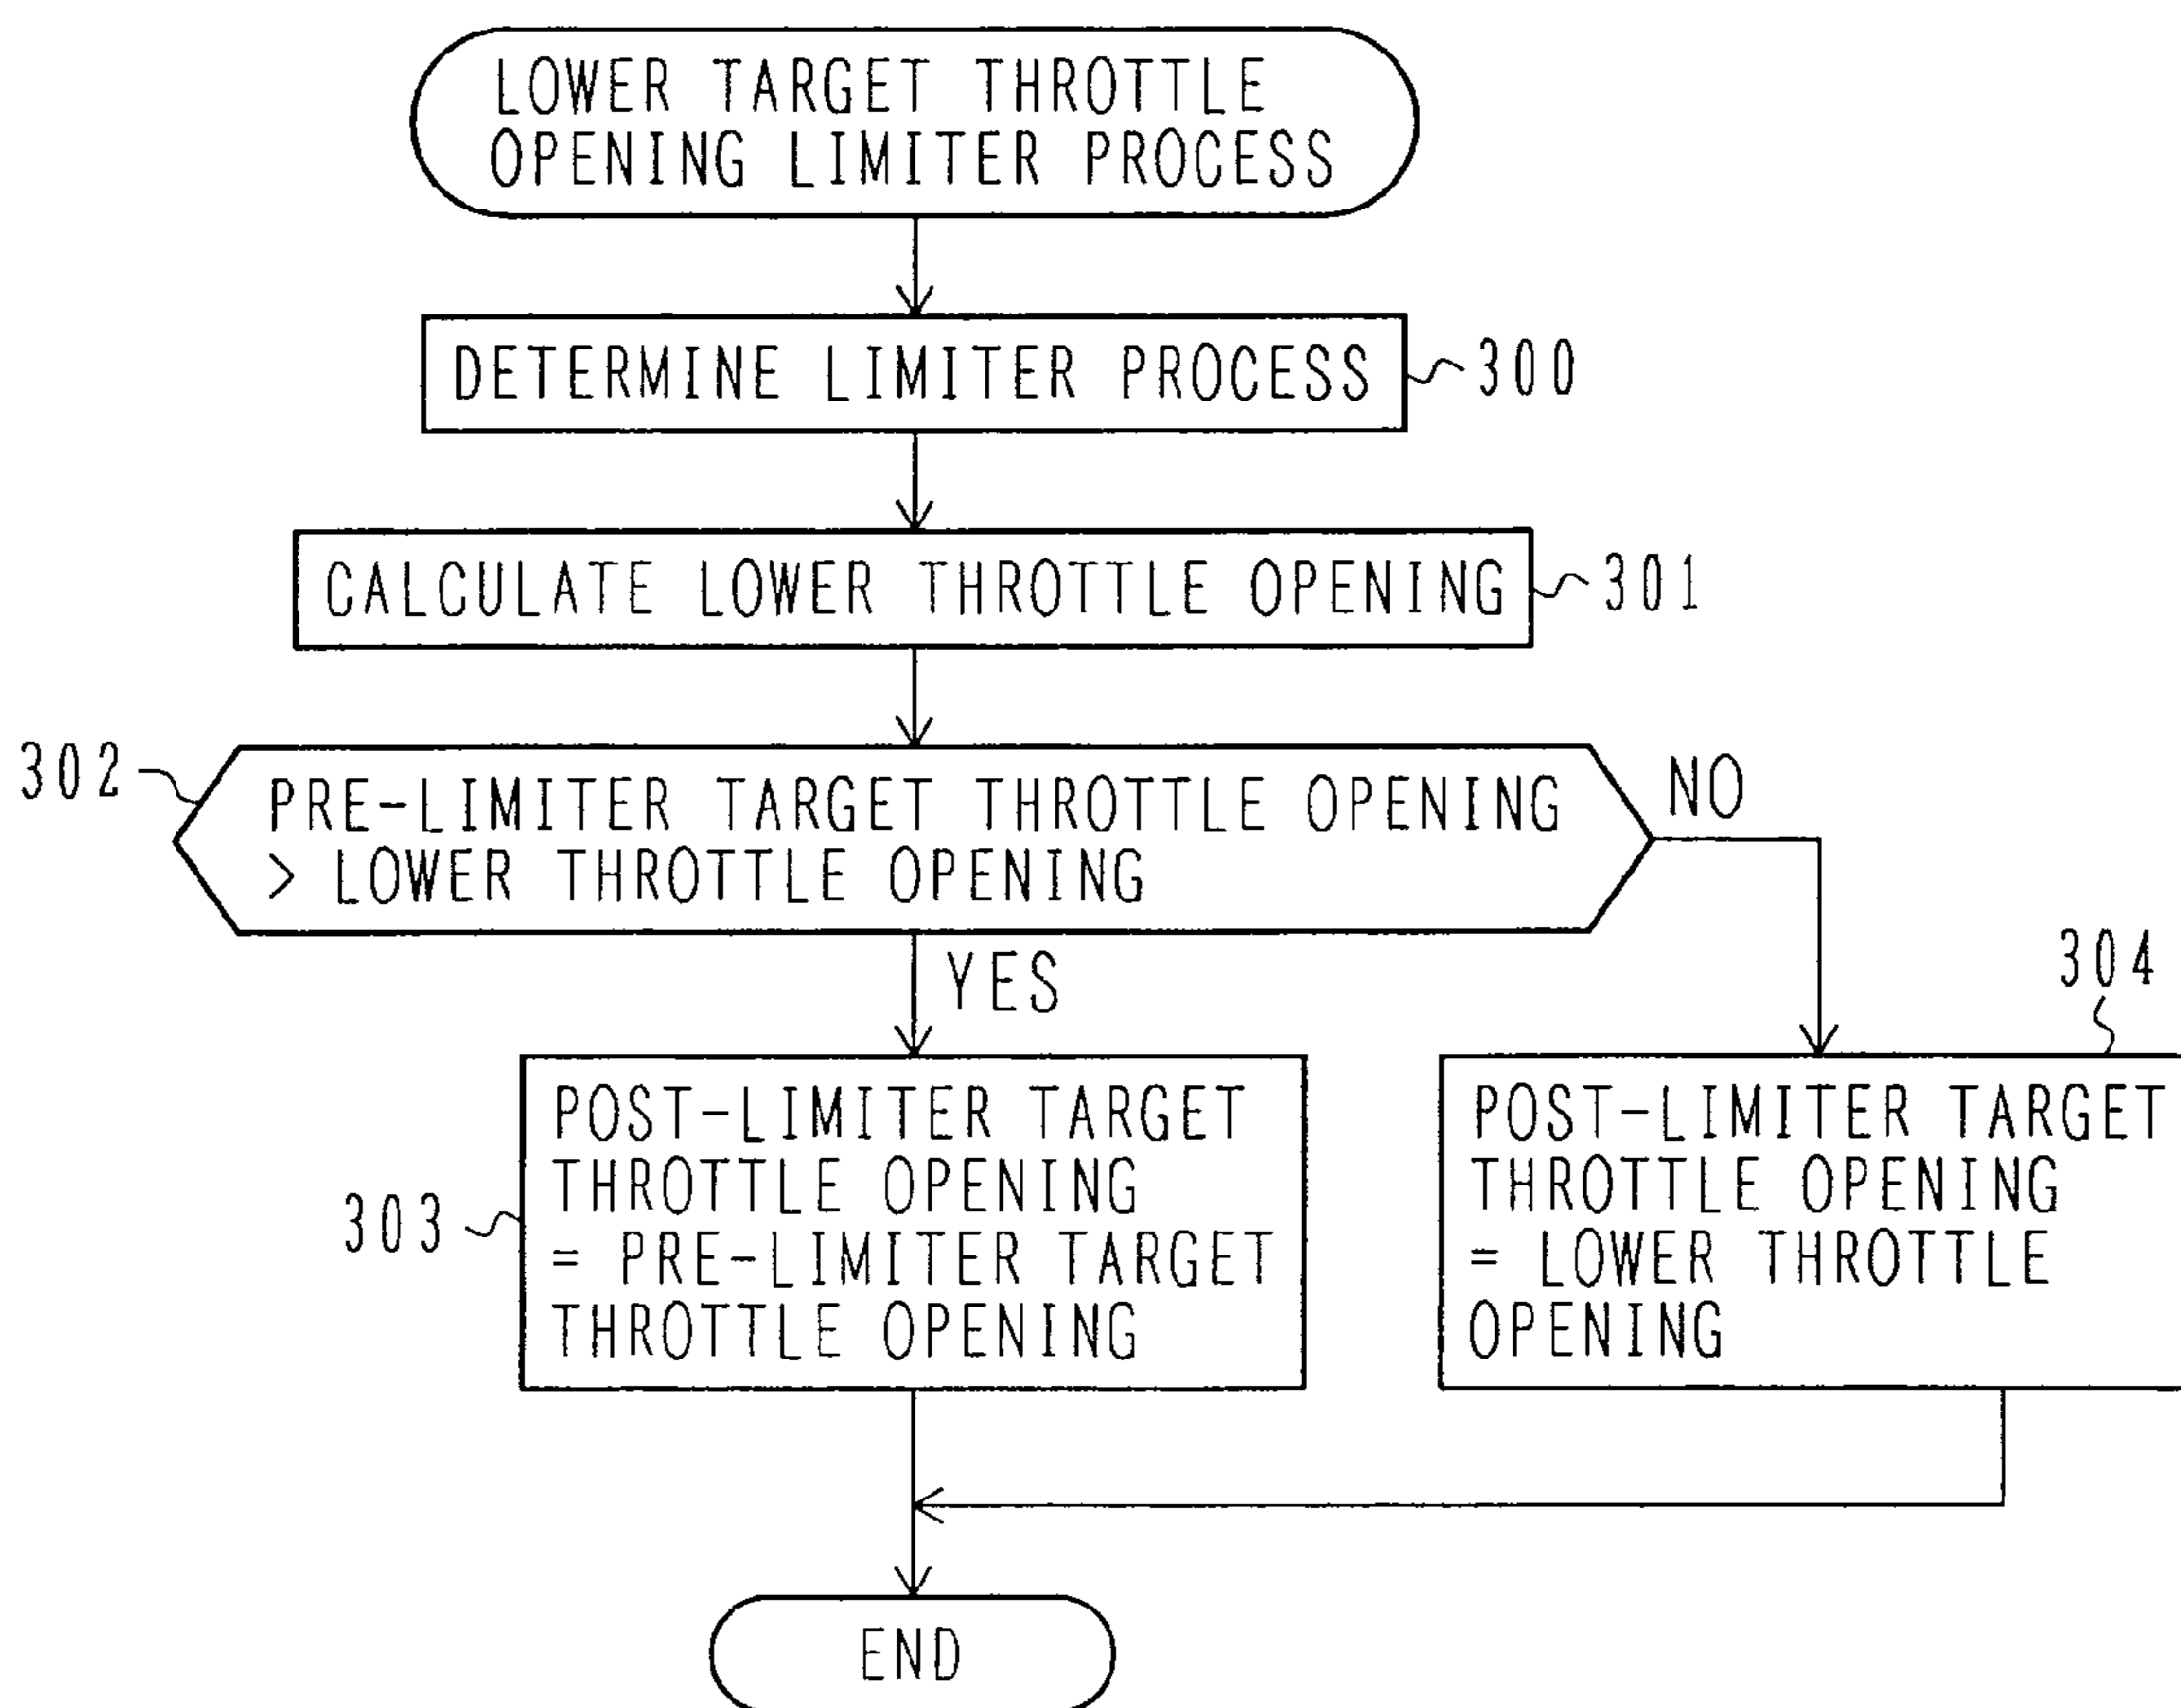 LOWER TARGET THROTTLE
OPENING LIMITER PROCESS
DETERMINE LIMITER PROCESS
300
CALCULATE LOWER THROTTLE OPENING
301
302
PRE-LIMITER TARGET THROTTLE OPENING
> LOWER THROTTLE OPENING
NO
YES
303
POST-LIMITER TARGET
THROTTLE OPENING
= PRE-LIMITER TARGET
THROTTLE OPENING
304
POST-LIMITER TARGET
THROTTLE OPENING
= LOWER THROTTLE
OPENING
END